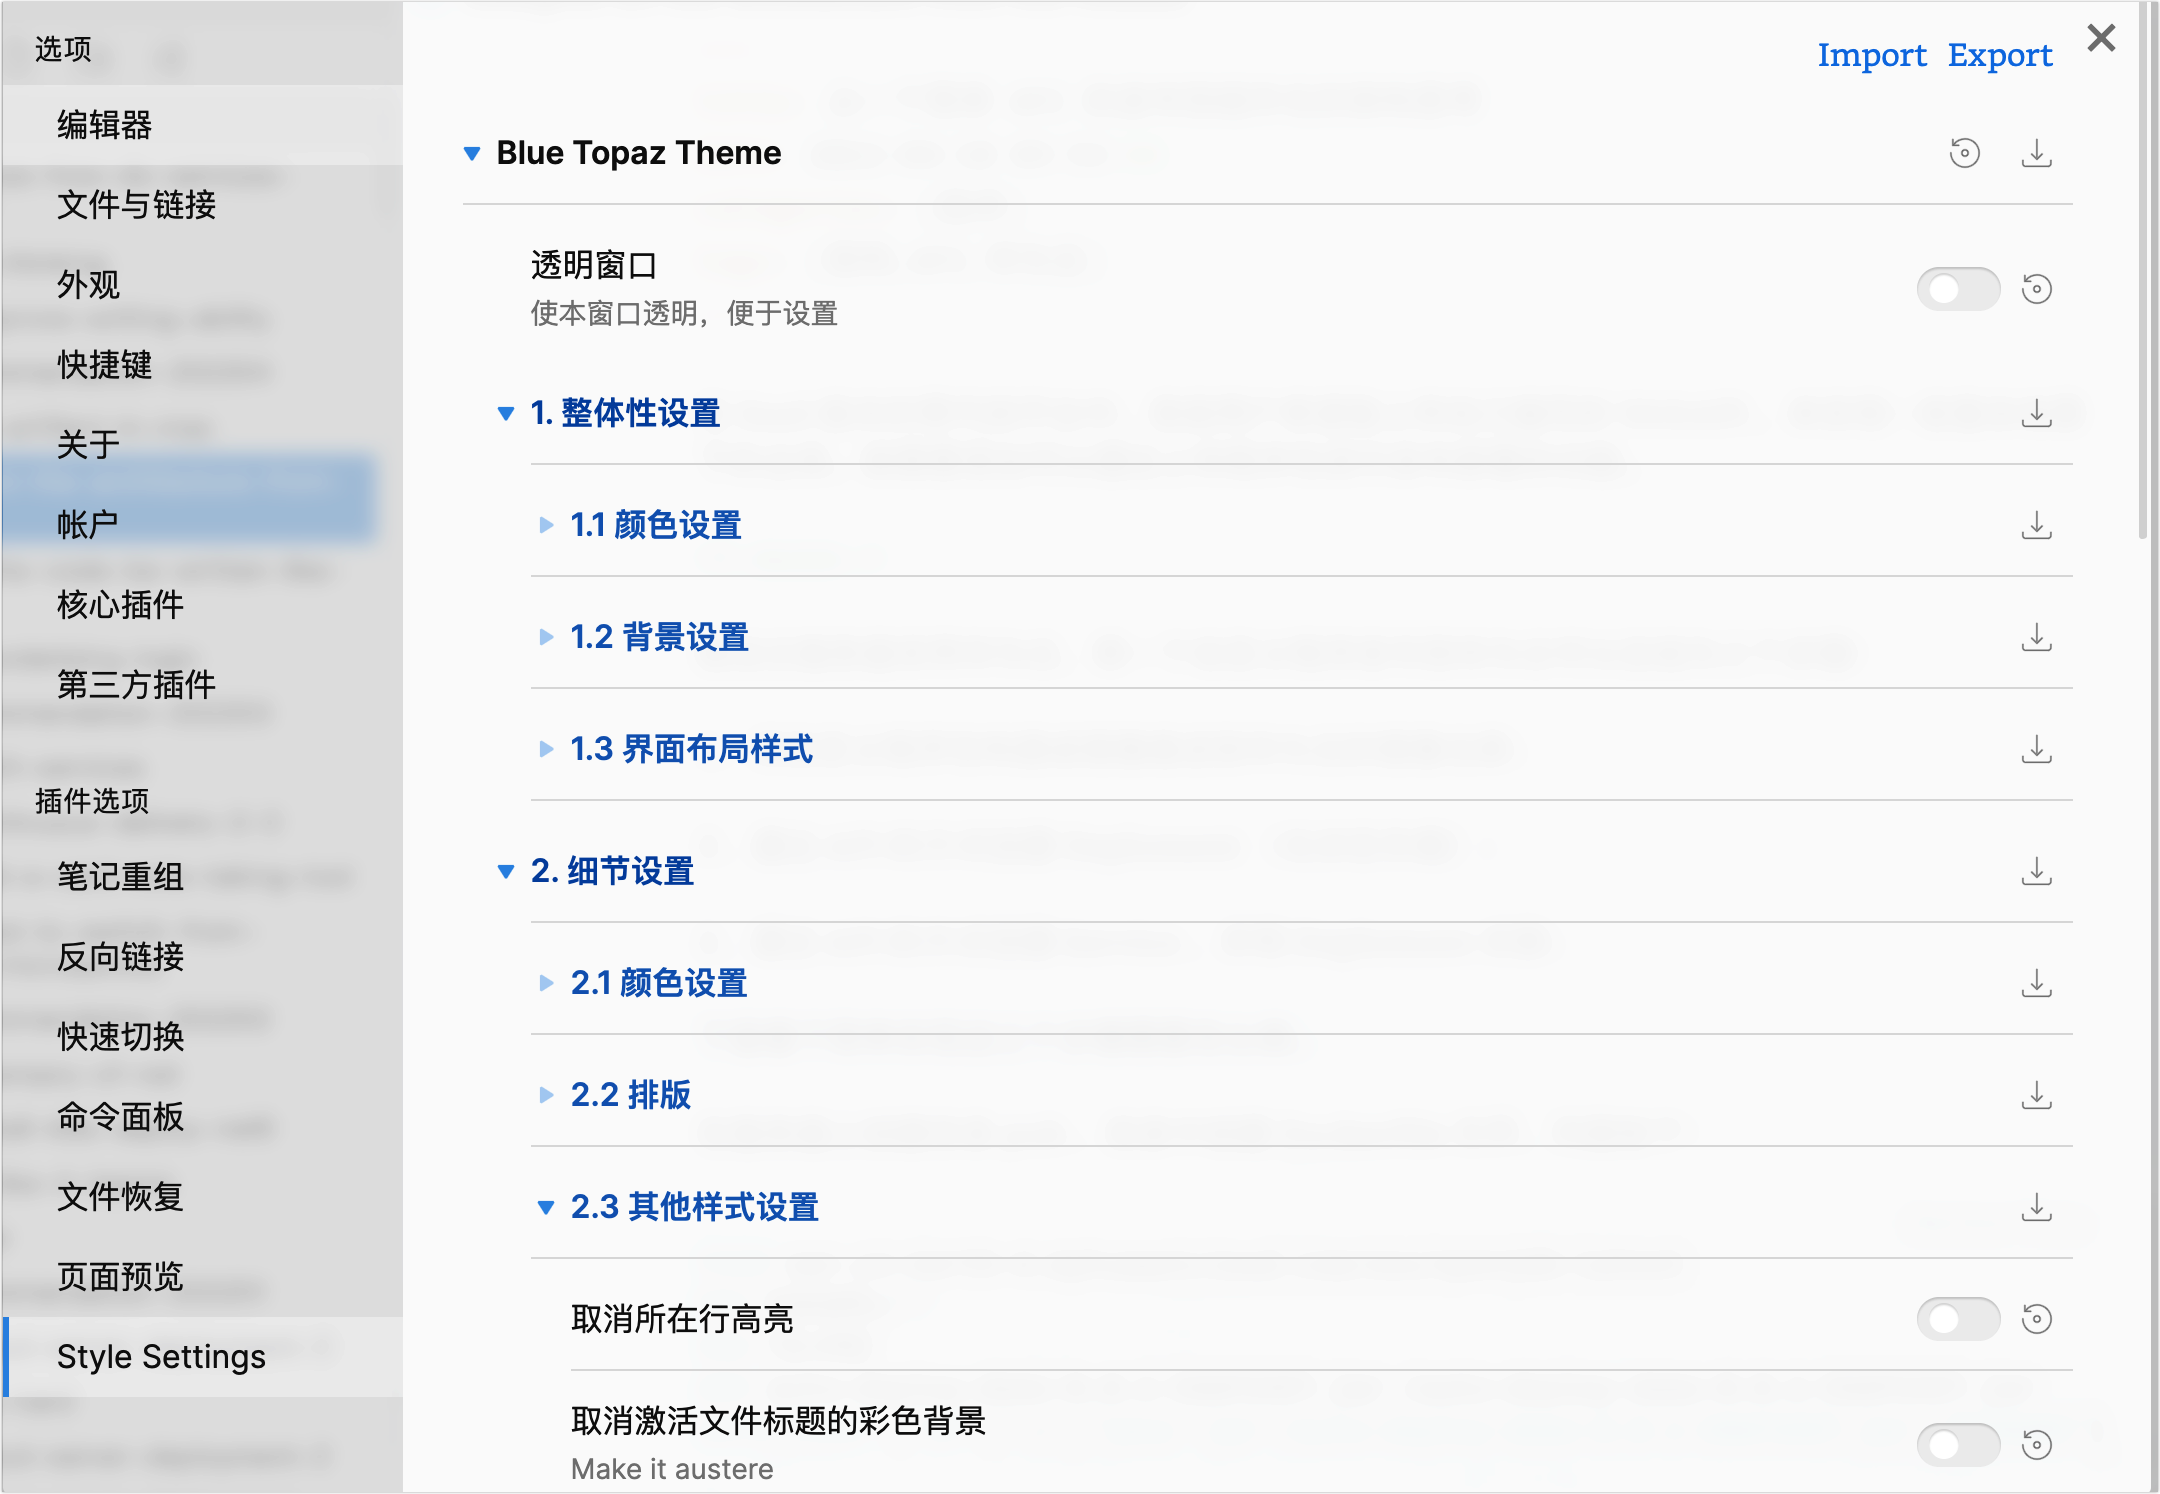 选项
编辑器
文件与链接
外观
快捷键
关于
帐户
核心插件
第三方插件
插件选项
笔记重组
反向链接
快速切换
命令面板
文件恢复
页面预览
Style Settings
Import Export
Blue Topaz Theme
透明窗口
使本窗口透明，便于设置
1. 整体性设置
1.1 颜色设置
1.2 背景设置
1.3 界面布局样式
2. 细节设置
2.1 颜色设置
2.2 排版
2.3 其他样式设置
取消所在行高亮
取消激活文件标题的彩色背景
Make it austere